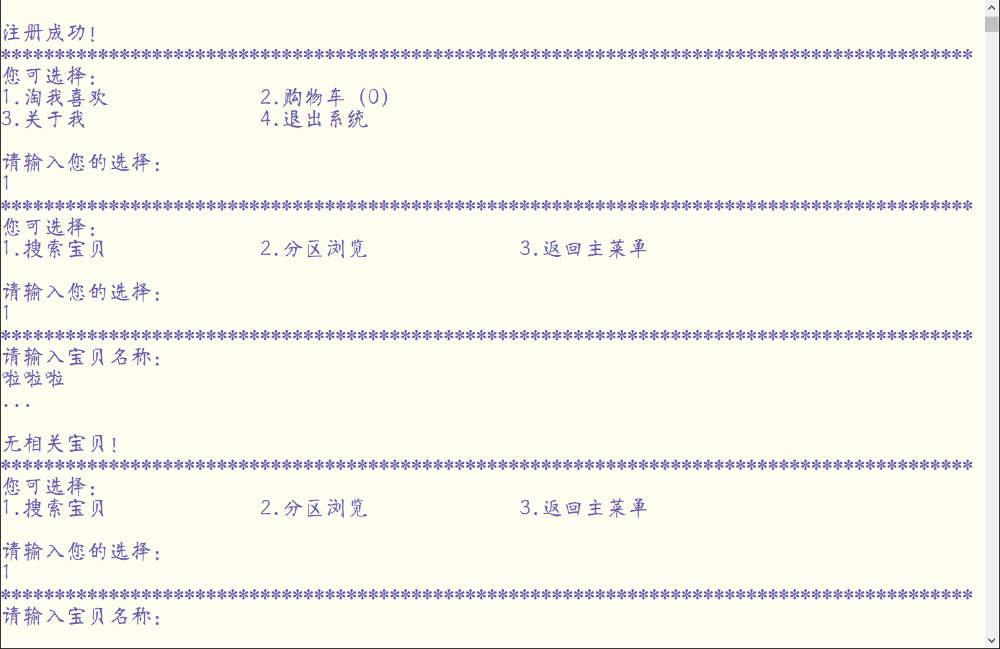 注册成功！
******************************************************************************************
您可选择：
1.淘我喜欢 2.购物车（0）
3.关于我 4.退出系统
请输入您的选择：
1
******************************************************************************************
您可选择：
1.搜索宝贝 2.分区浏览 3.返回主菜单
请输入您的选择：
1
******************************************************************************************
请输入宝贝名称：
啦啦啦
...
无相关宝贝！
******************************************************************************************
您可选择：
1.搜索宝贝 2.分区浏览 3.返回主菜单
请输入您的选择：
1
******************************************************************************************
请输入宝贝名称：